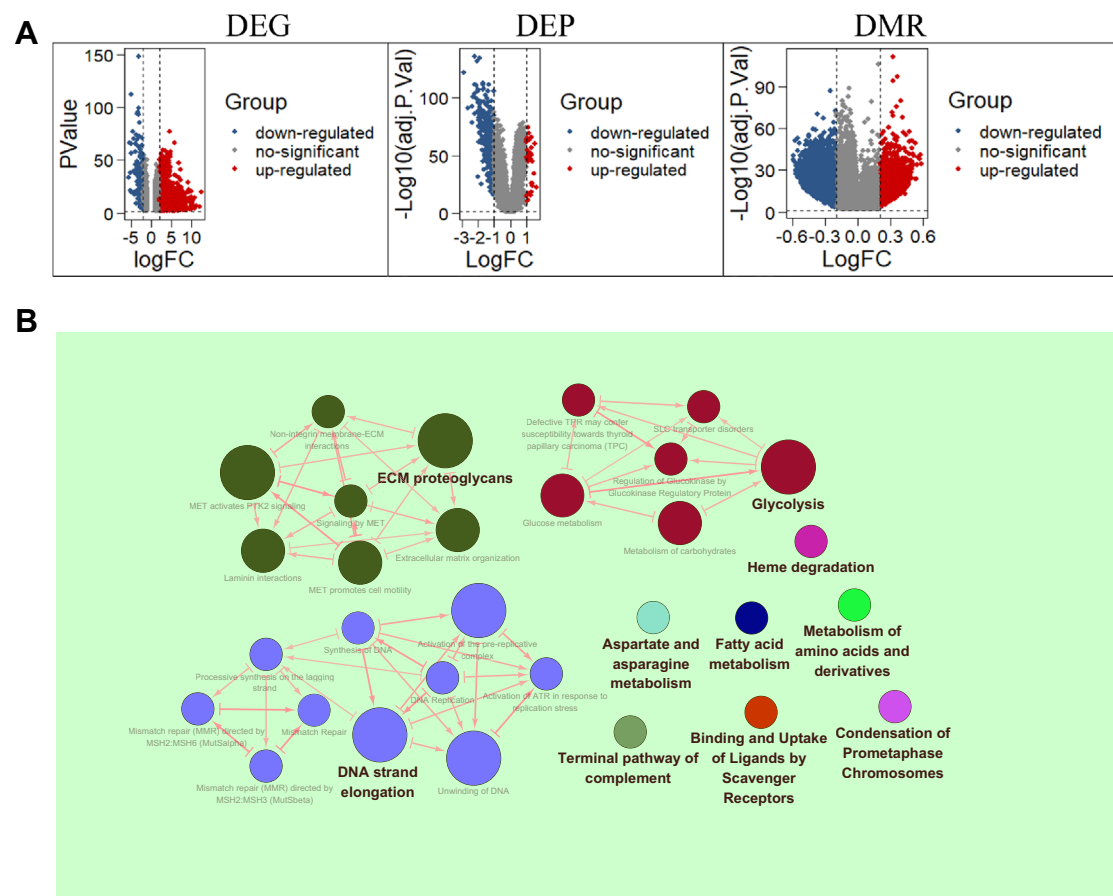 A
DEG
DEP
DMR
150
100
50
0
PValue
-5 0 5 10
logFC
Group
down-regulated
no-significant
up-regulated
100
50
0
-Log10(adj.P.Val)
-3-2-1 0 1
LogFC
Group
down-regulated
no-significant
up-regulated
90
60
30
0
-Log10(adj.P.Val)
-0.6-0.3 0.0 0.3 0.6
LogFC
Group
down-regulated
no-significant
up-regulated
B
Non-integrin membrane-ECM
interactions
ECM proteoglycans
MET activates PTK2 signaling
Signaling by MET
Extracellular matrix organization
Laminin interactions
MET promotes cell motility
Defective TPR may confer
susceptibility towards thyroid
papillary carcinoma (TPC)
SLC transporter disorders
Regulation of Glucokinase by
Glucokinase Regulatory Protein
Glycolysis
Glucose metabolism
Metabolism of carbohydrates
Heme degradation
Aspartate and
asparagine
metabolism
Fatty acid
metabolism
Metabolism of
amino acids and
derivatives
Terminal pathway of
complement
Binding and Uptake
of Ligands by
Scavenger
Receptors
Condensation of
Prometaphase
Chromosomes
Synthesis of DNA
Activation of the pre-replicative
complex
Processive synthesis on the lagging
strand
DNA Replication
Activation of ATR in response to
replication stress
Mismatch repair (MMR) directed by
MSH2:MSH6 (MutSalpha)
Mismatch Repair
Mismatch repair (MMR) directed by
MSH2:MSH3 (MutSbeta)
DNA strand
elongation
Unwinding of DNA